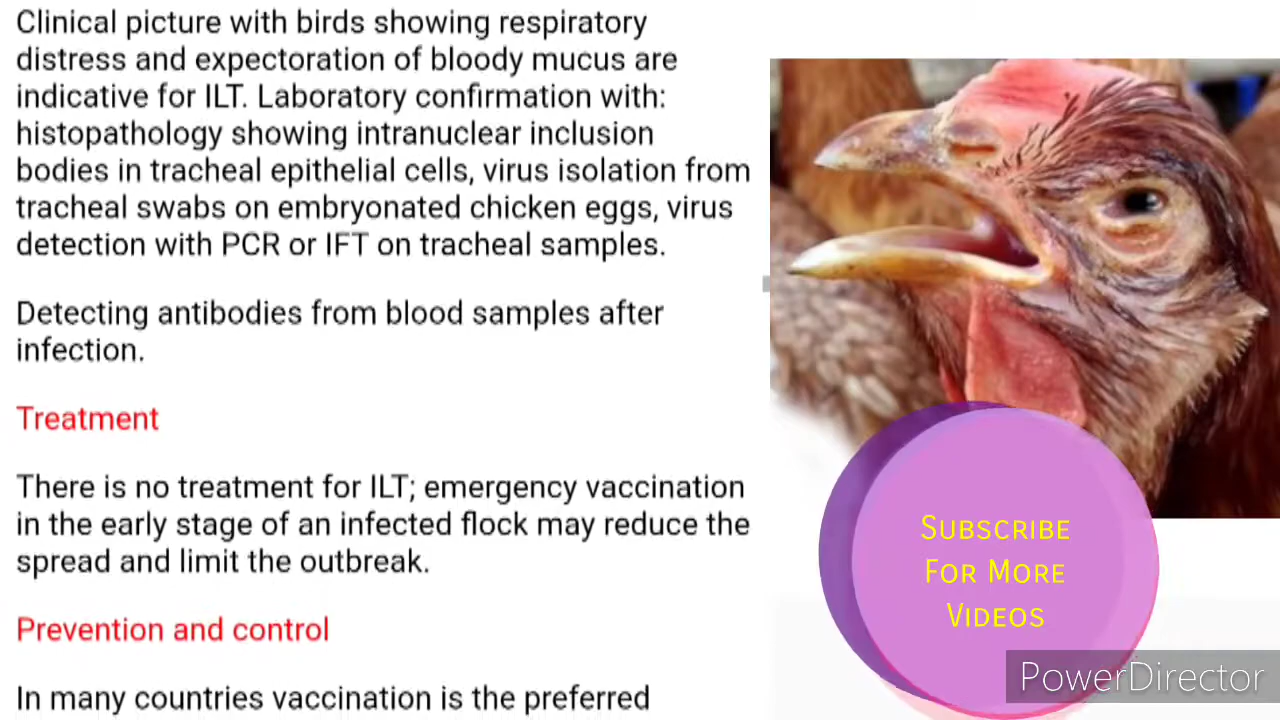 Clinical picture with birds showing respiratory
distress and expectoration of bloody mucus are
indicative for ILT. Laboratory confirmation with:
histopathology showing intranuclear inclusion
bodies in tracheal epithelial cells, virus isolation from
tracheal swabs on embryonated chicken eggs, virus
detection with PCR or IFT on tracheal samples.
Detecting antibodies from blood samples after
infection.
Treatment
There is no treatment for ILT; emergency vaccination
in the early stage of an infected flock may reduce the
spread and limit the outbreak.
Prevention and control
In many countries vaccination is the preferred
Subscribe
For More
Videos
PowerDirector